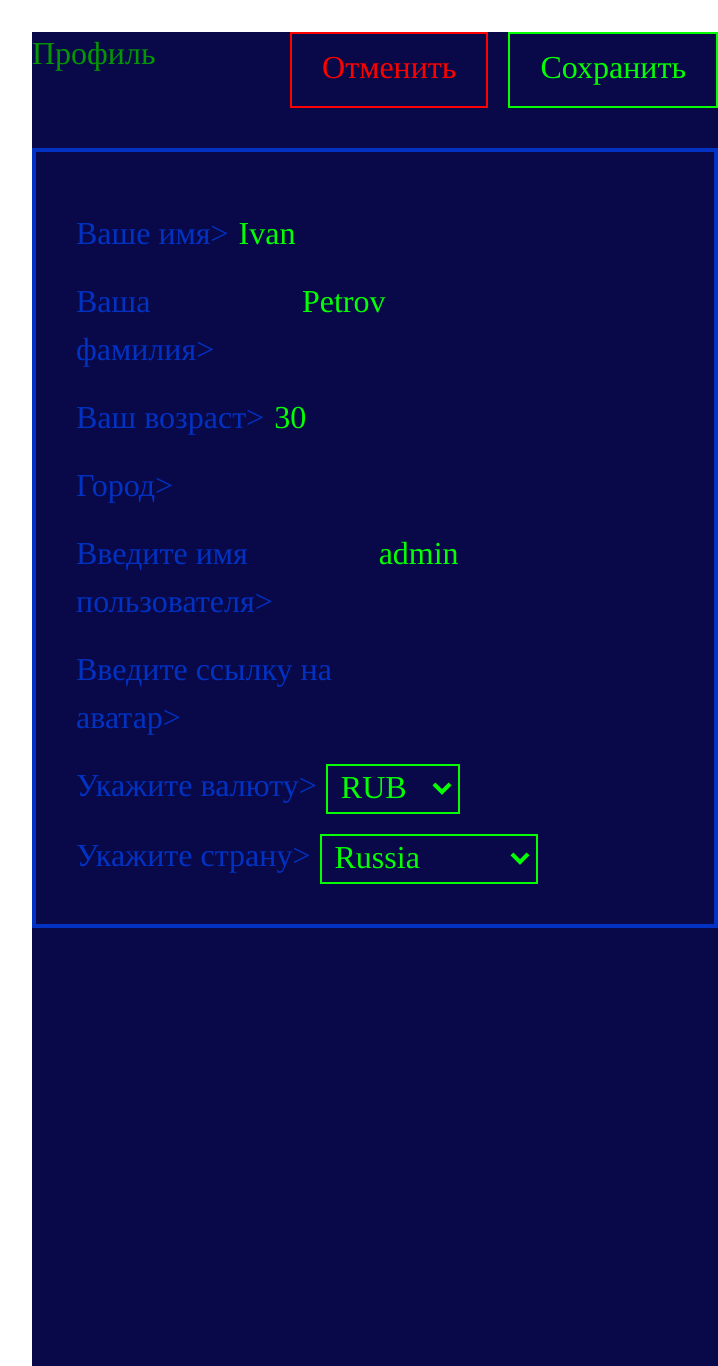 Профиль Отменить Сохранить
Ваше имя> Ivan
Ваша Petrov
фамилия>
Ваш возраст> 30
Город>
Введите имя admin
пользователя>
Введите ссылку на
аватар>
Укажите валюту> RUB
Укажите страну> Russia